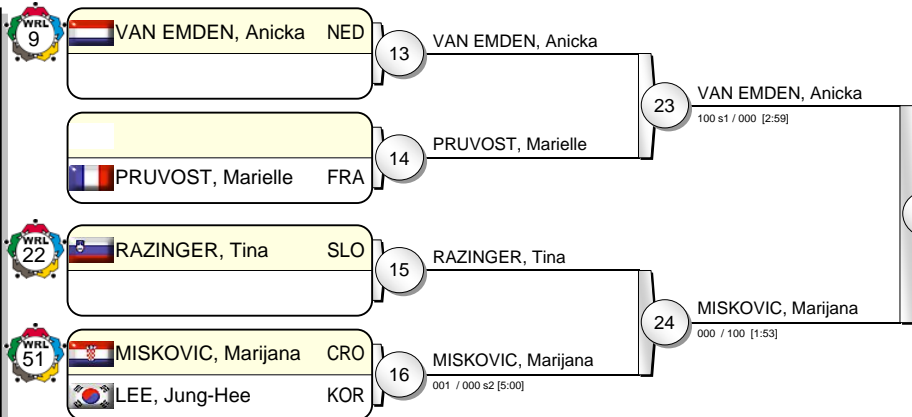 WRL
9
VAN EMDEN, Anicka NED
13
VAN EMDEN, Anicka
23
VAN EMDEN, Anicka
100 s1 / 000 [2:59]
14
PRUVOST, Marielle
PRUVOST, Marielle FRA
WRL
22
RAZINGER, Tina SLO
15
RAZINGER, Tina
24
MISKOVIC, Marijana
000 / 100 [1:53]
WRL
51
MISKOVIC, Marijana CRO
16
MISKOVIC, Marijana
001 / 000 s2 [5:00]
LEE, Jung-Hee KOR